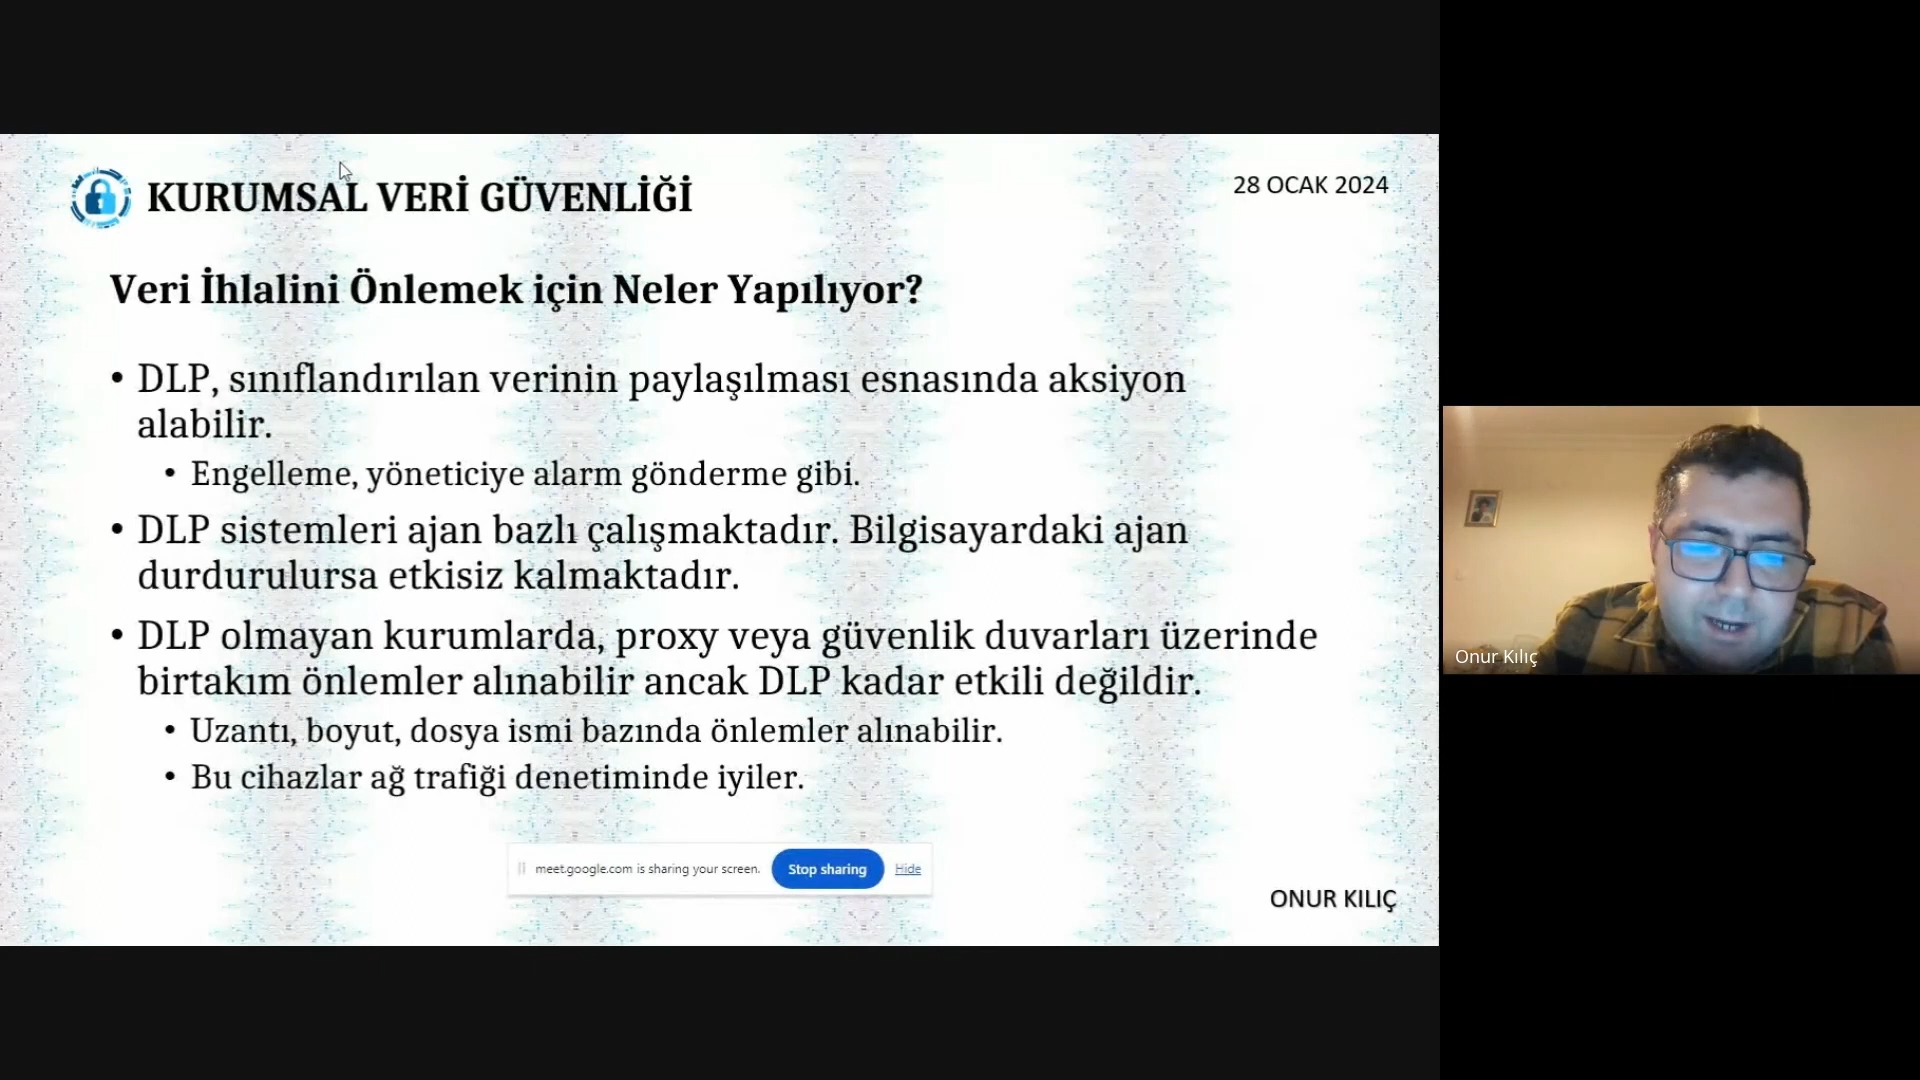 KURUMSAL VERİ GÜVENLİĞİ
28 OCAK 2024
Veri İhlalini Önlemek için Neler Yapılıyor?
• DLP, sınıflandırılan verinin paylaşılması esnasında aksiyon
alabilir.
• Engelleme, yöneticiye alarm gönderme gibi.
• DLP sistemleri ajan bazlı çalışmaktadır. Bilgisayardaki ajan
durdurulursa etkisiz kalmaktadır.
• DLP olmayan kurumlarda, proxy veya güvenlik duvarları üzerinde
birtakım önlemler alınabilir ancak DLP kadar etkili değildir.
• Uzantı, boyut, dosya ismi bazında önlemler alınabilir.
• Bu cihazlar ağ trafiği denetiminde iyiler.
meet.google.com is sharing your screen. Stop sharing Hide
ONUR KILIÇ
Onur Kılıç